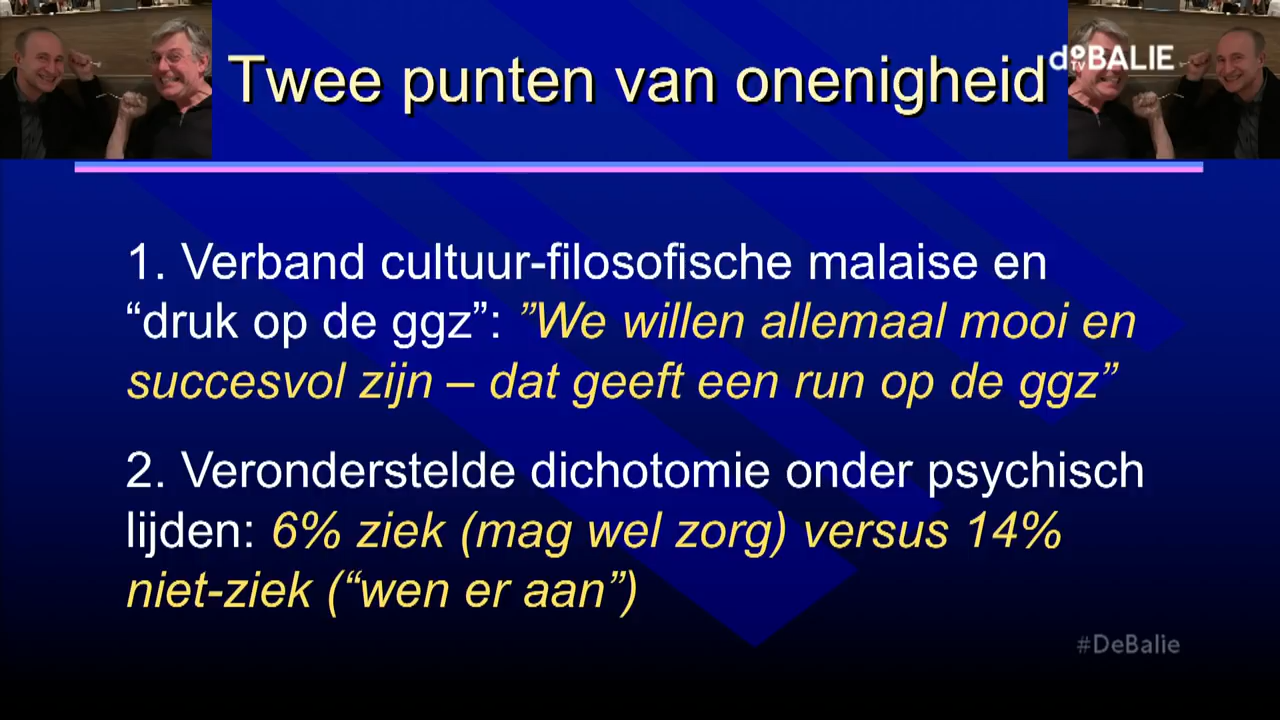 Twee punten van onenigheid
doTVBALIE
1. Verband cultuur-filosofische malaise en
“druk op de ggz”: ”We willen allemaal mooi en
succesvol zijn – dat geeft een run op de ggz”
2. Veronderstelde dichotomie onder psychisch
lijden: 6% ziek (mag wel zorg) versus 14%
niet-ziek (“wen er aan”)
#DeBalie